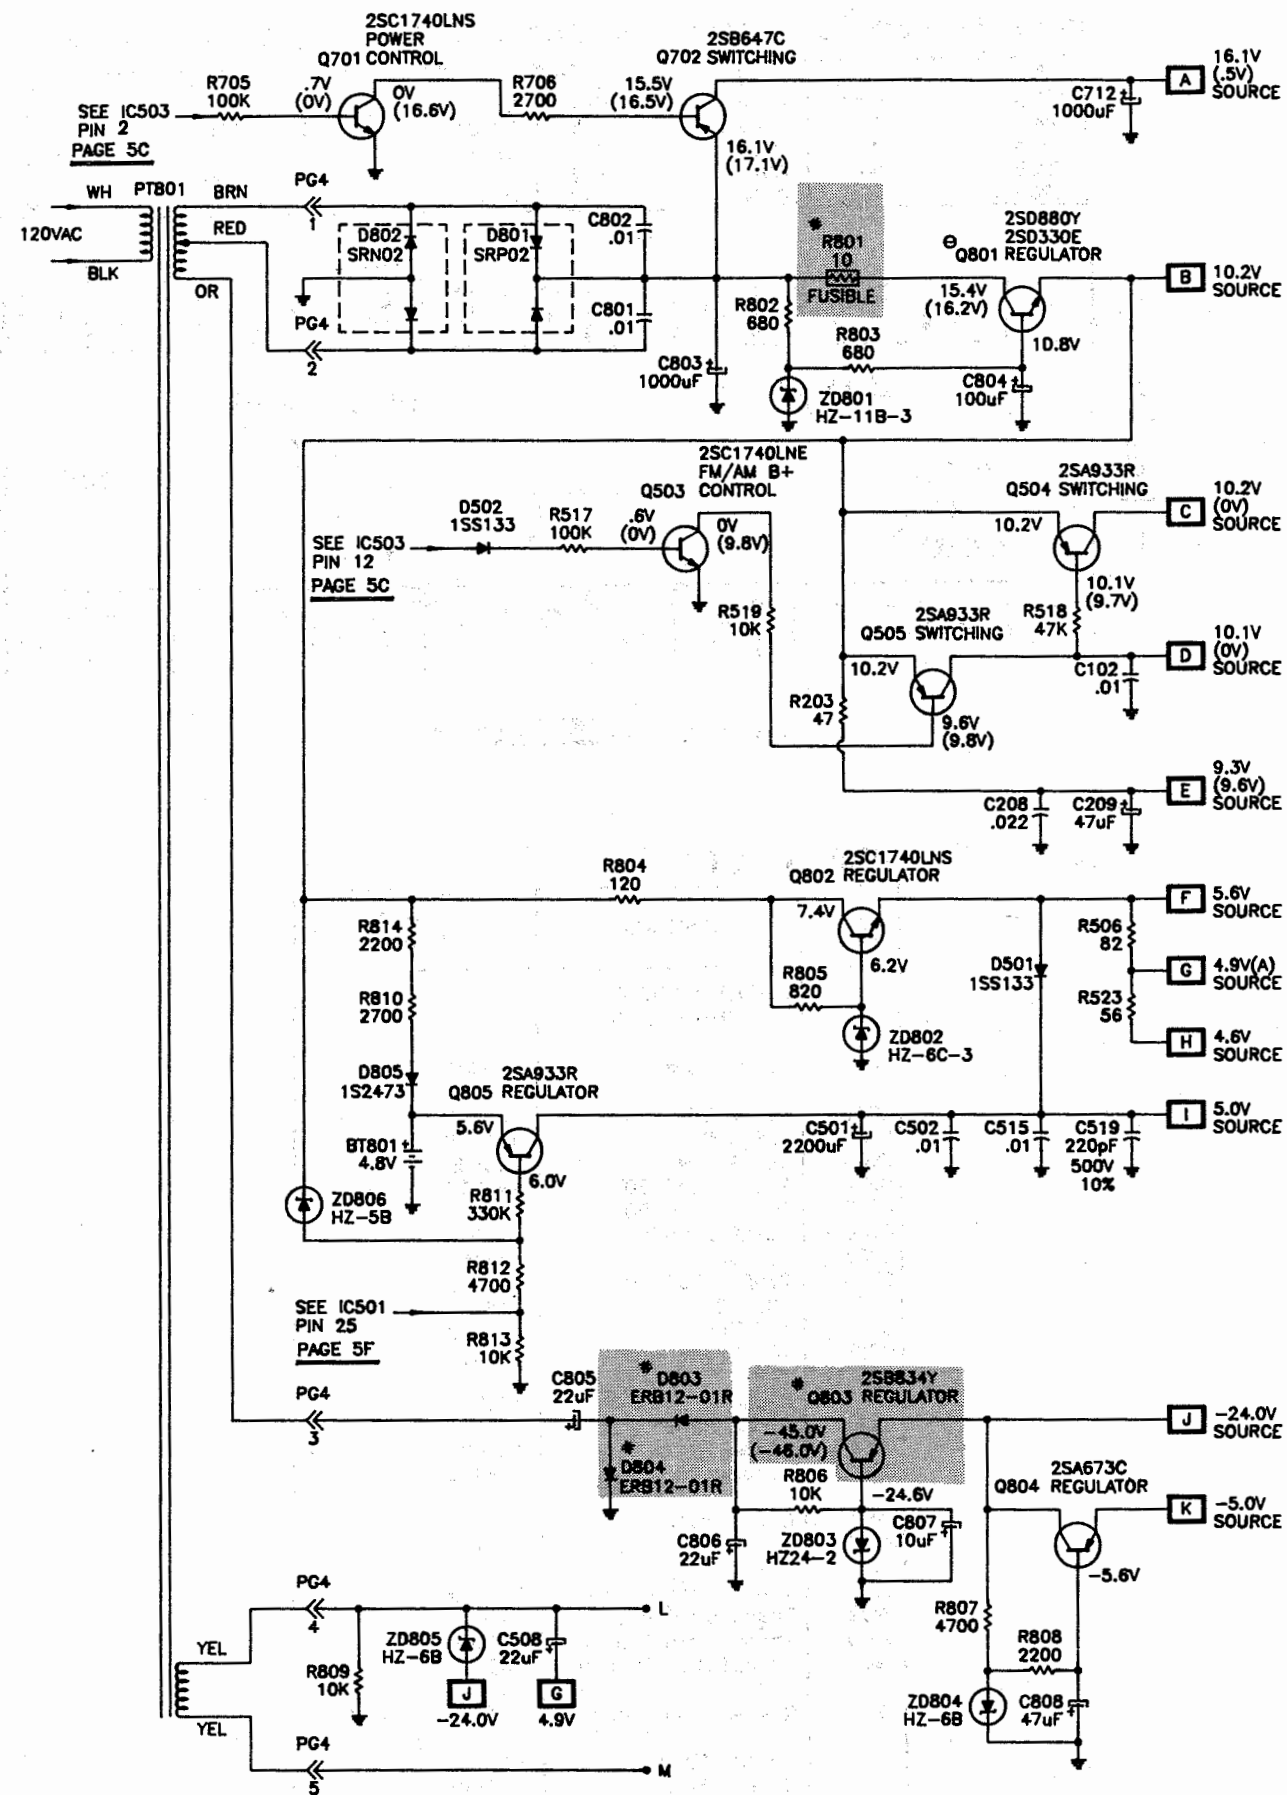 2SC1740LNS
POWER
Q701 CONTROL
2SB647C
Q702 SWITCHING
R705
100K
.7V
(0V)
0V
(16.6V)
R706
2700
15.5V
(16.5V)
C712
1000uF
+
A
16.1V
(.5V)
SOURCE
SEE IC503
PIN 2
PAGE 5C
16.1V
(17.1V)
WH
PT801
BRN
PG4
1
RED
120VAC
BLK
OR
D802
SRN02
D801
SRP02
C802
.01
C801
.01
PG4
2
*
R801
10
FUSIBLE
2SD880Y
⊖ 2SD330E
Q801 REGULATOR
B
10.2V
SOURCE
15.4V
(16.2V)
R802
680
R803
680
10.8V
C803
1000uF
+
ZD801
HZ-11B-3
C804
100uF
+
2SC1740LNE
FM/AM B+
Q503 CONTROL
2SA933R
Q504 SWITCHING
D502
1SS133
R517
100K
.6V
(0V)
0V
(9.8V)
10.2V
C
10.2V
(0V)
SOURCE
SEE IC503
PIN 12
PAGE 5C
10.1V
(9.7V)
R519
10K
2SA933R
Q505 SWITCHING
R518
47K
10.2V
D
10.1V
(0V)
SOURCE
C102
.01
R203
47
9.6V
(9.8V)
E
9.3V
(9.6V)
SOURCE
C208
.022
C209
47uF
+
R804
120
2SC1740LNS
Q802 REGULATOR
7.4V
F
5.6V
SOURCE
R814
2200
6.2V
R506
82
D501
1SS133
G
4.9V(A)
SOURCE
R805
820
R810
2700
R523
56
ZD802
HZ-6C-3
H
4.6V
SOURCE
D805
1S2473
2SA933R
Q805 REGULATOR
5.6V
I
5.0V
SOURCE
BT801
4.8V
+
C501
2200uF
+
C502
.01
C515
.01
C519
220pF
500V
10%
6.0V
ZD806
HZ-5B
R811
330K
R812
4700
SEE IC501
PIN 25
PAGE 5F
R813
10K
PG4
3
C805
22uF
+
*
D803
ERB12-01R
*
D804
ERB12-01R
*
2SB834Y
Q803 REGULATOR
-45.0V
(-46.0V)
J
-24.0V
SOURCE
R806
10K
-24.6V
2SA673C
Q804 REGULATOR
K
-5.0V
SOURCE
C806
22uF
+
ZD803
HZ24-2
C807
10uF
+
-5.6V
PG4
4
L
YEL
R809
10K
ZD805
HZ-6B
C508
22uF
+
J
-24.0V
G
4.9V
R807
4700
R808
2200
ZD804
HZ-6B
C808
47uF
+
YEL
PG4
5
M